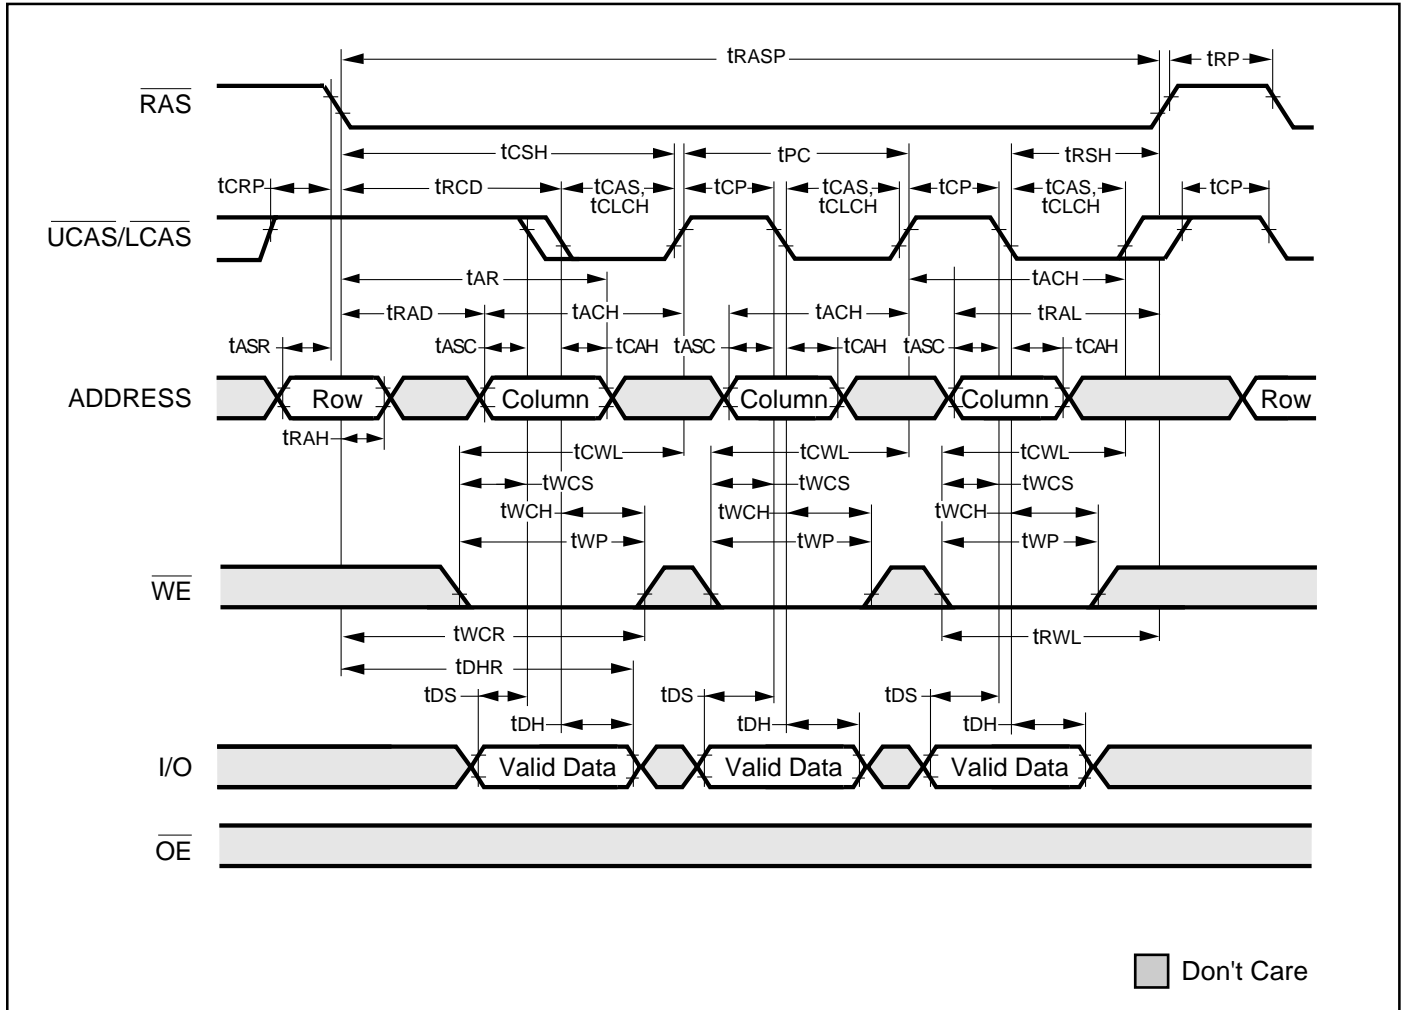 tRASP tRP
RAS
tCSH tPC tRSH
tCRP tRCD tCAS, tCLCH tCP tCAS, tCLCH tCP tCAS, tCLCH tCP
UCAS/LCAS
tAR tACH
tRAD tACH tACH tRAL
tASR tASC tCAH tASC tCAH tASC tCAH
ADDRESS Row Column Column Column Row
tRAH
tCWL tCWL tCWL
tWCS tWCS tWCS
tWCH tWCH tWCH
tWP tWP tWP
WE
tWCR tRWL
tDHR
tDS tDS tDS
tDH tDH tDH
I/O Valid Data Valid Data Valid Data
OE
Don't Care